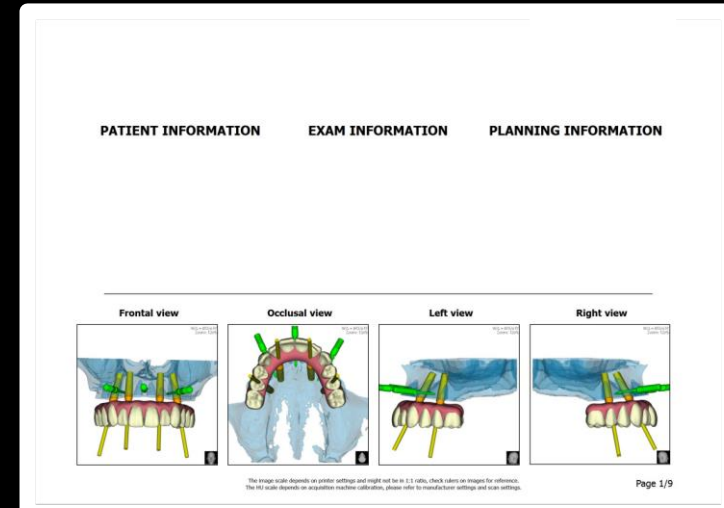 PATIENT INFORMATION EXAM INFORMATION PLANNING INFORMATION
Frontal view Occlusal view Left view Right view
The image scale depends on printer settings and might not be in 1:1 ratio, check rulers on images for reference.
The HU scale depends on acquisition machine calibration, please refer to manufacturer settings and scan settings.
Page 1/9